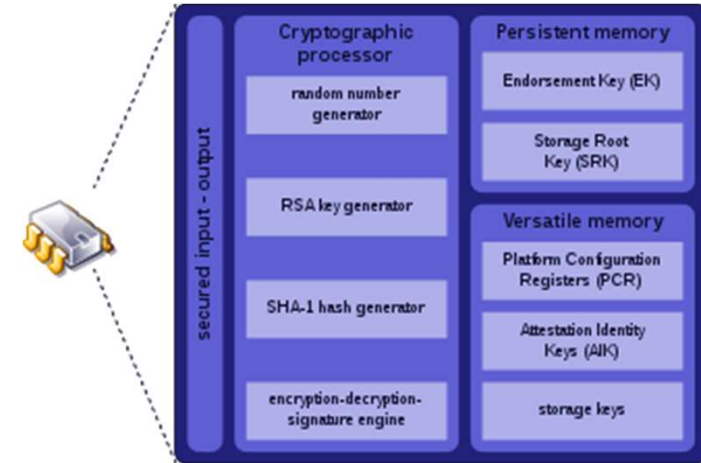 secured input - output
Cryptographic
processor
random number
generator
RSA key generator
SHA-1 hash generator
encryption-decryption-
signature engine
Persistent memory
Endorsement Key (EK)
Storage Root
Key (SRK)
Versatile memory
Platform Configuration
Registers (PCR)
Attestation Identity
Keys (AIK)
storage keys